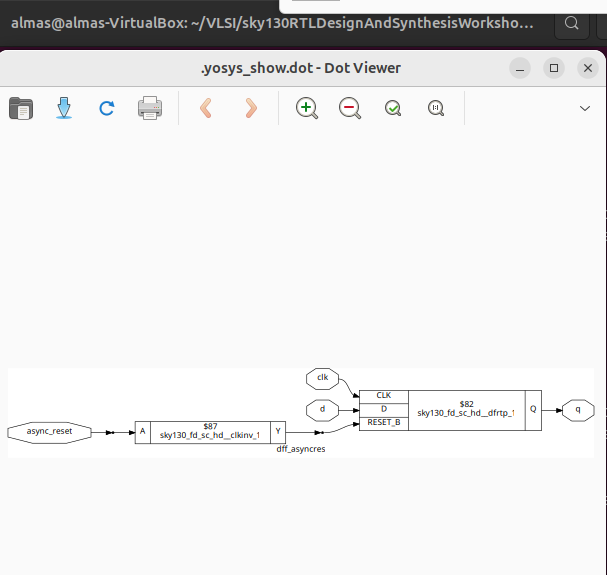 almas@almas-VirtualBox: ~/VLSI/sky130RTLDesignAndSynthesisWorksho...
.yosys_show.dot - Dot Viewer
clk
CLK
d
D
$82
sky130_fd_sc_hd__dfrtp_1
Q
q
RESET_B
async_reset
A
$87
sky130_fd_sc_hd__clkinv_1
Y
dff_asyncres